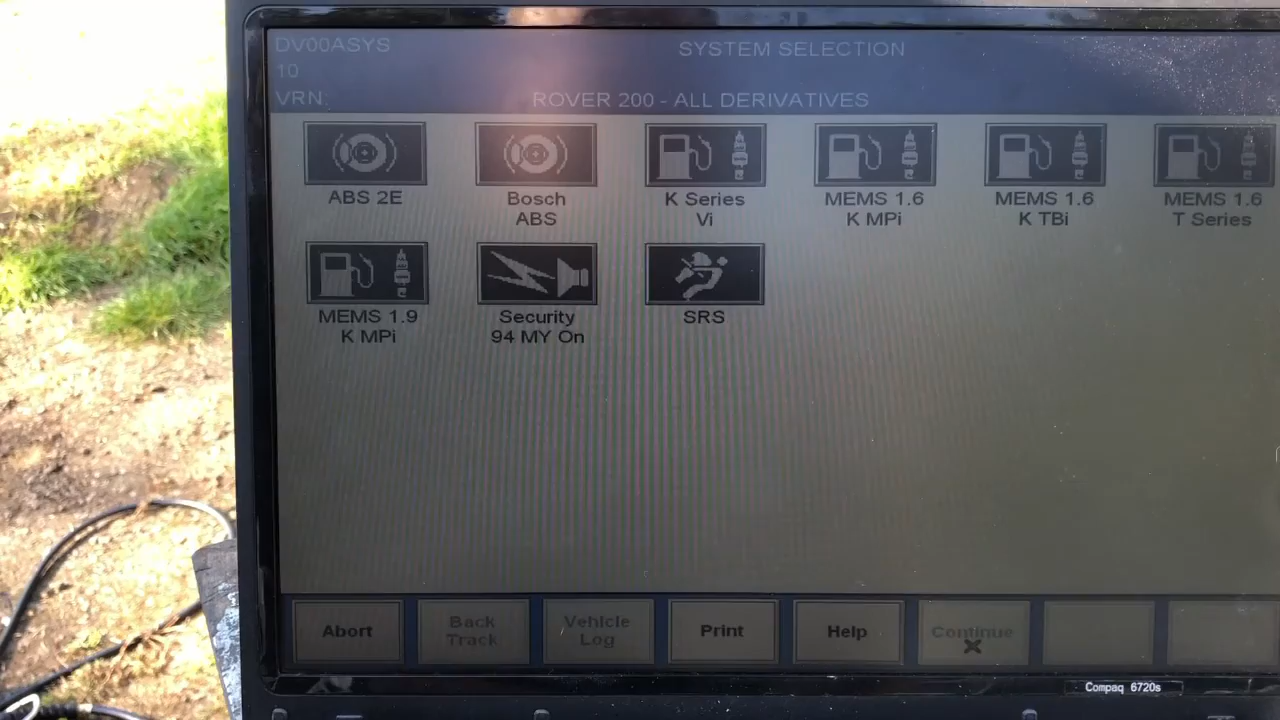 DV00ASYS
SYSTEM SELECTION
10
VRN:
ROVER 200 - ALL DERIVATIVES
ABS 2E
Bosch
ABS
K Series
Vi
MEMS 1.6
K MPi
MEMS 1.6
K TBi
MEMS 1.6
T Series
MEMS 1.9
K MPi
Security
94 MY On
SRS
Abort
Back
Track
Vehicle
Log
Print
Help
Continue
Compaq 6720s